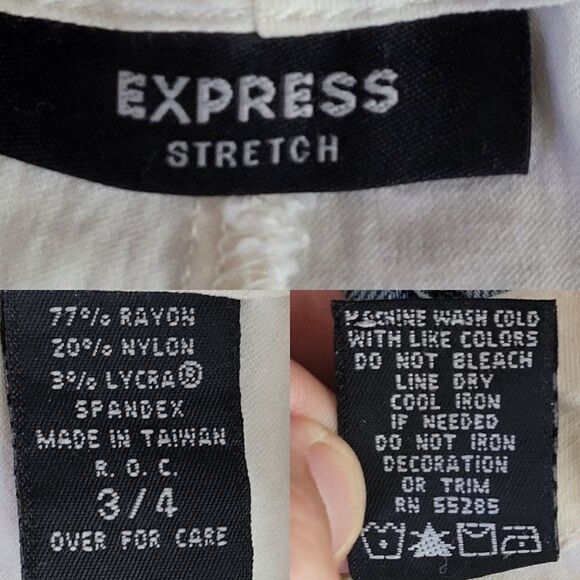 EXPRESS
STRETCH
77% RAYON
20% NYLON
3% LYCRA®
SPANDEX
MADE IN TAIWAN
R. O. C.
3/4
OVER FOR CARE
MACHINE WASH COLD
WITH LIKE COLORS
DO NOT BLEACH
LINE DRY
COOL IRON
IF NEEDED
DO NOT IRON
DECORATION
OR TRIM
RN 55285